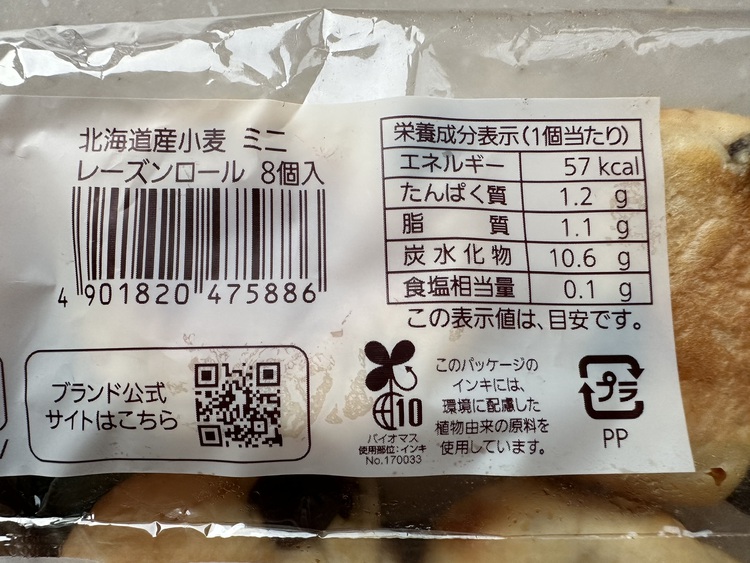 北海道産小麦 ミニ
レーズンロール 8個入
4 901820 475886
栄養成分表示(1個当たり)
エネルギー 57 kcal
たんぱく質 1.2 g
脂質 1.1 g
炭水化物 10.6 g
食塩相当量 0.1 g
この表示値は、目安です。
ブランド公式
サイトはこちら
10
バイオマス
使用部位:インキ
No.170033
このパッケージの
インキには、
環境に配慮した
植物由来の原料を
使用しています。
プラ
PP